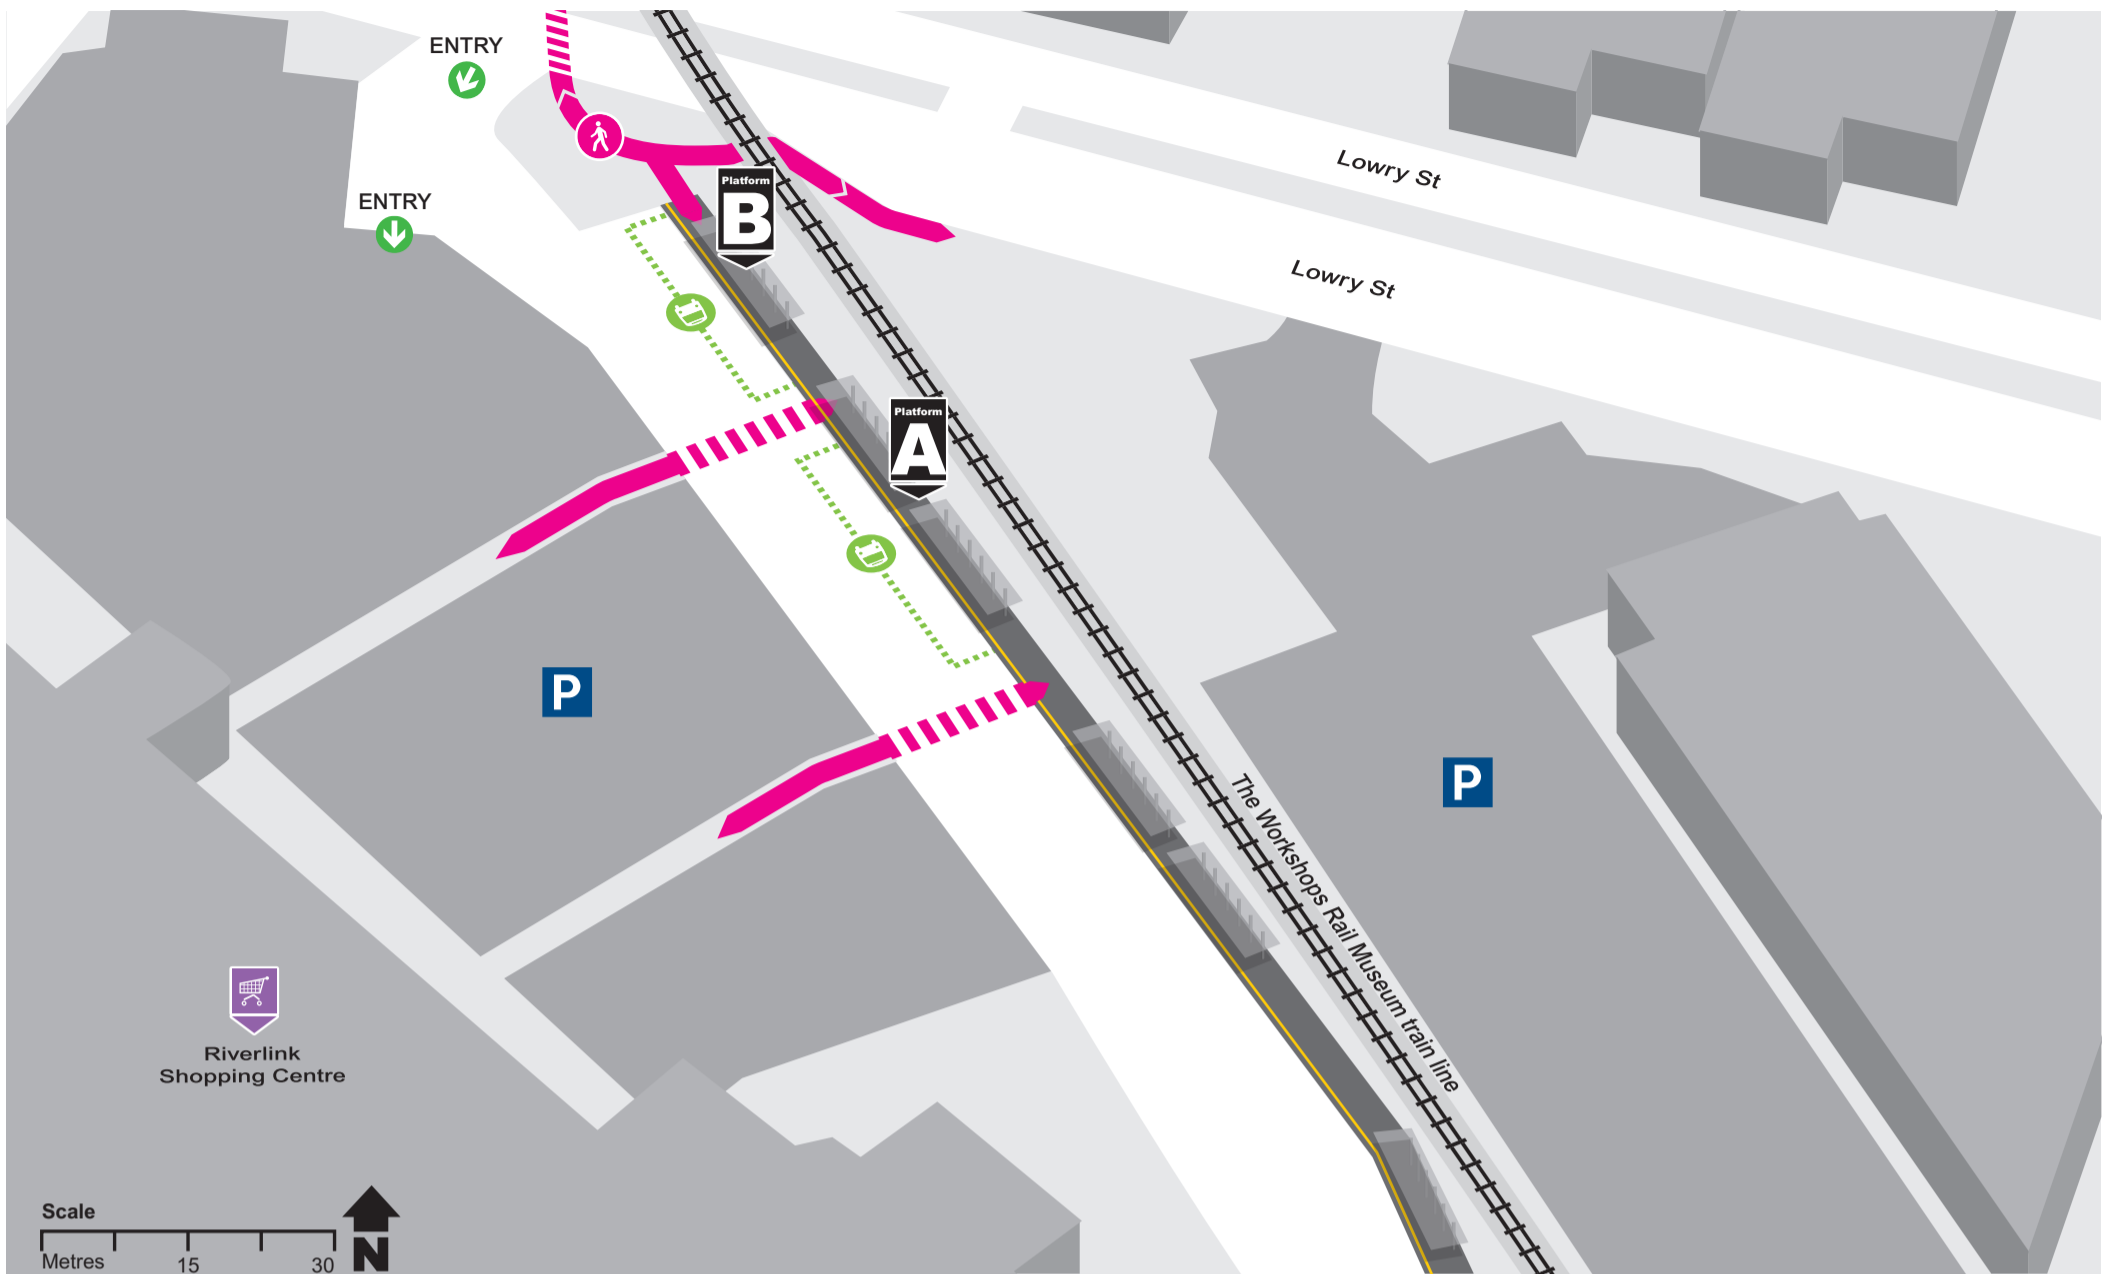 ENTRY
ENTRY
Platform
B
Lowry St
Lowry St
Platform
A
P
P
The Workshops Rail Museum train line
Riverlink
Shopping Centre
Scale
Metres 15 30
N